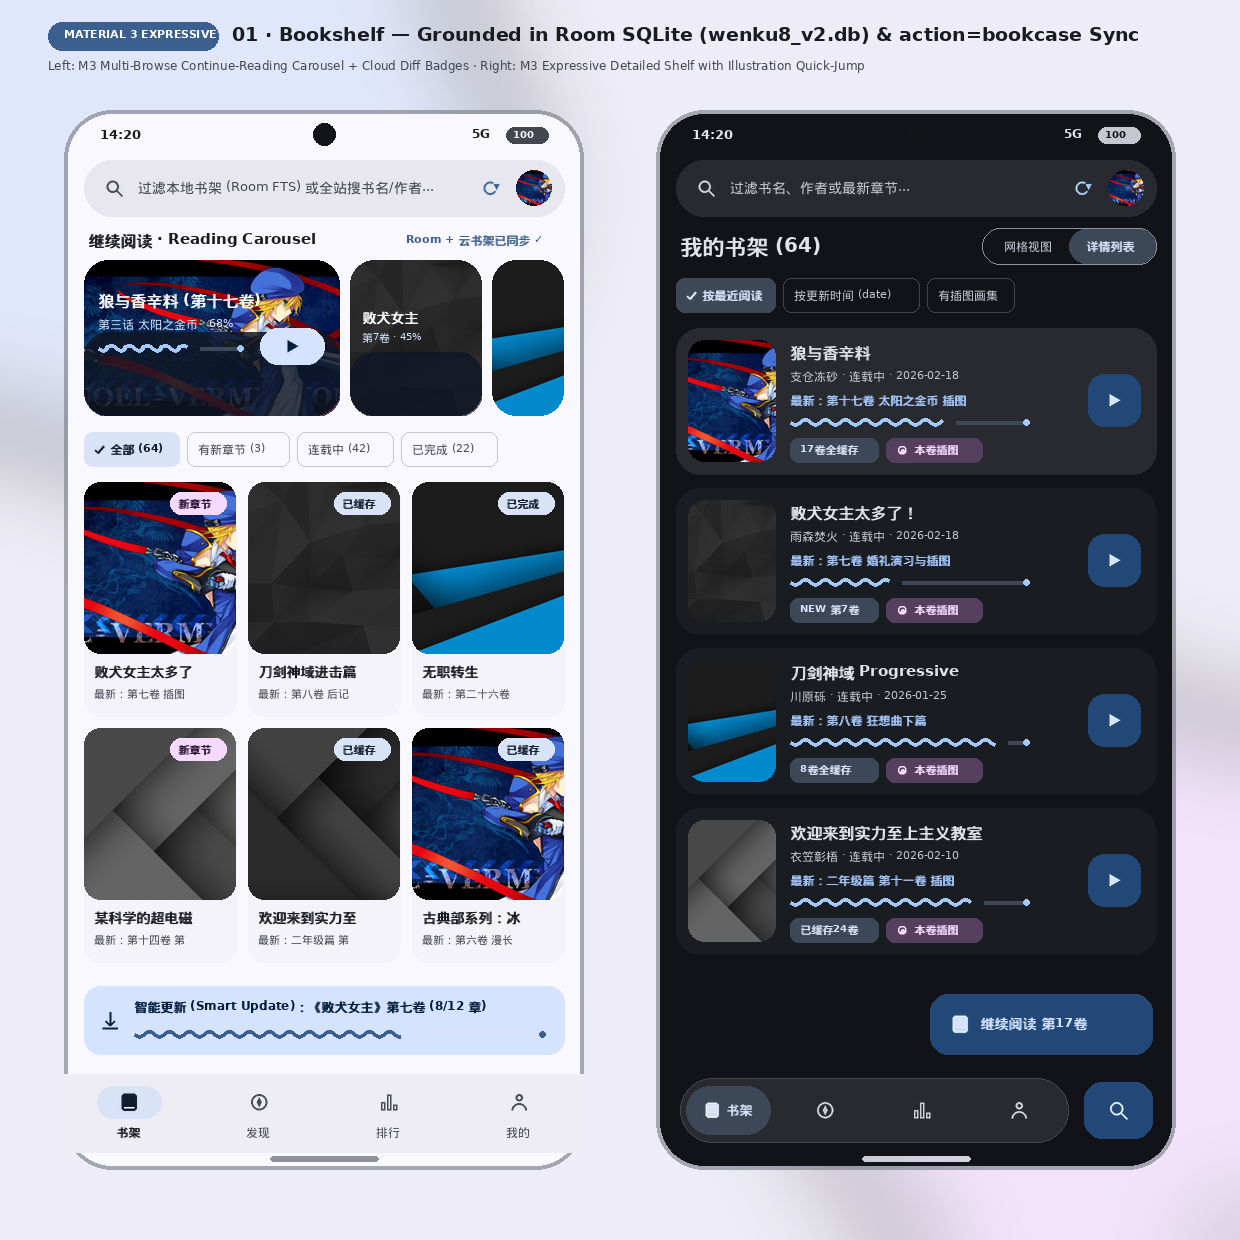 MATERIAL 3 EXPRESSIVE
01 · Bookshelf — Grounded in Room SQLite (wenku8_v2.db) & action=bookcase Sync
Left: M3 Multi-Browse Continue-Reading Carousel + Cloud Diff Badges · Right: M3 Expressive Detailed Shelf with Illustration Quick-Jump
14:20
5G
100
过滤本地书架 (Room FTS) 或全站搜书名/作者...
继续阅读 · Reading Carousel
Room + 云书架已同步 ✓
狼与香辛料 (第十七卷)
第三话 太阳之金币 · 68%
败犬女主
第7卷 · 45%
全部 (64)
有新章节 (3)
连载中 (42)
已完成 (22)
新章节
已缓存
已完成
败犬女主太多了
刀剑神域进击篇
无职转生
最新：第七卷 插图
最新：第八卷 后记
最新：第二十六卷
新章节
已缓存
已缓存
某科学的超电磁
欢迎来到实力至
古典部系列：冰
最新：第十四卷 第
最新：二年级篇 第
最新：第六卷 漫长
智能更新 (Smart Update)：《败犬女主》第七卷 (8/12 章)
书架
发现
排行
我的
14:20
5G
100
过滤书名、作者或最新章节...
我的书架 (64)
网格视图
详情列表
按最近阅读
按更新时间 (date)
有插图画集
狼与香辛料
支仓冻砂 · 连载中 · 2026-02-18
最新：第十七卷 太阳之金币 插图
17卷全缓存
本卷插图
败犬女主太多了！
雨森焚火 · 连载中 · 2026-02-18
最新：第七卷 婚礼演习与插图
NEW 第7卷
本卷插图
刀剑神域 Progressive
川原砾 · 连载中 · 2026-01-25
最新：第八卷 狂想曲下篇
8卷全缓存
本卷插图
欢迎来到实力至上主义教室
衣笠彰梧 · 连载中 · 2026-02-10
最新：二年级篇 第十一卷 插图
已缓存24卷
本卷插图
继续阅读 第17卷
书架